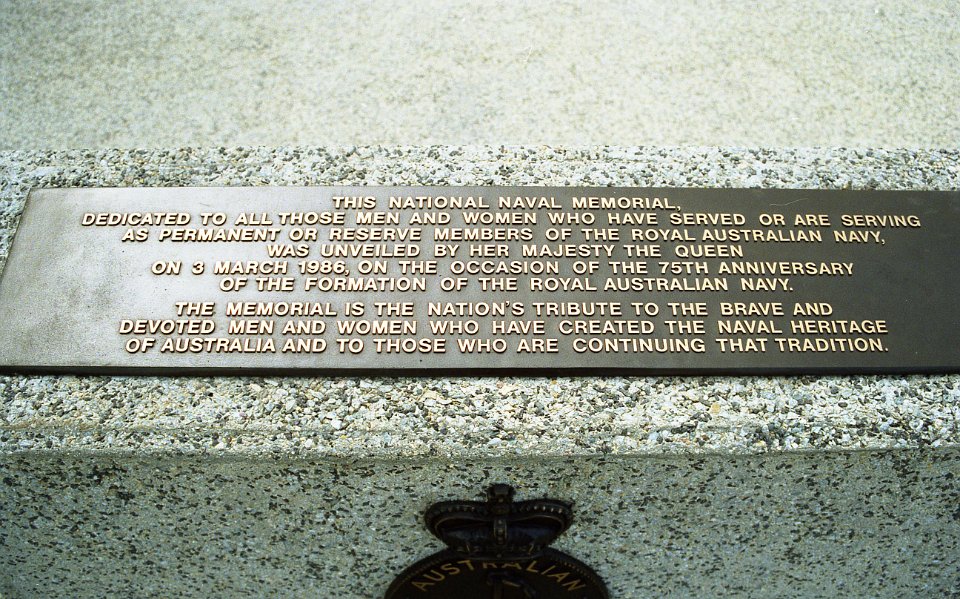 THIS NATIONAL NAVAL MEMORIAL,
DEDICATED TO ALL THOSE MEN AND WOMEN WHO HAVE SERVED OR ARE SERVING
AS PERMANENT OR RESERVE MEMBERS OF THE ROYAL AUSTRALIAN NAVY,
WAS UNVEILED BY HER MAJESTY THE QUEEN
ON 3 MARCH 1986, ON THE OCCASION OF THE 75TH ANNIVERSARY
OF THE FORMATION OF THE ROYAL AUSTRALIAN NAVY.
THE MEMORIAL IS THE NATION'S TRIBUTE TO THE BRAVE AND
DEVOTED MEN AND WOMEN WHO HAVE CREATED THE NAVAL HERITAGE
OF AUSTRALIA AND TO THOSE WHO ARE CONTINUING THAT TRADITION.
AUSTRALIAN